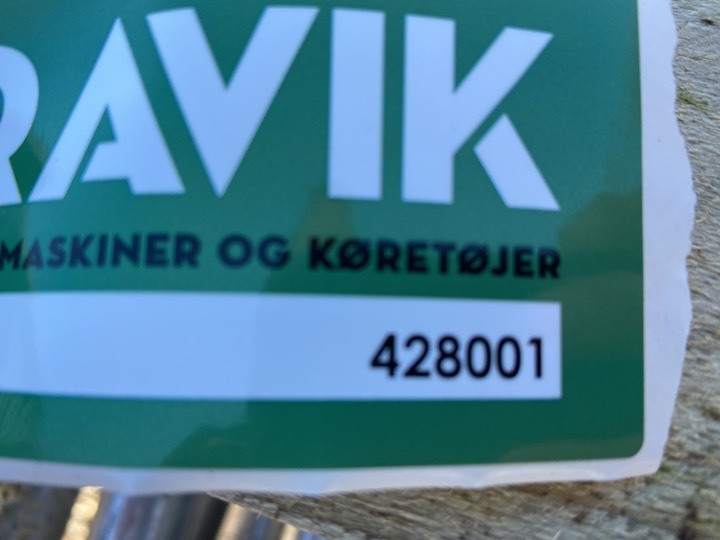 RAVIK
MASKINER OG KØRETØJER
428001